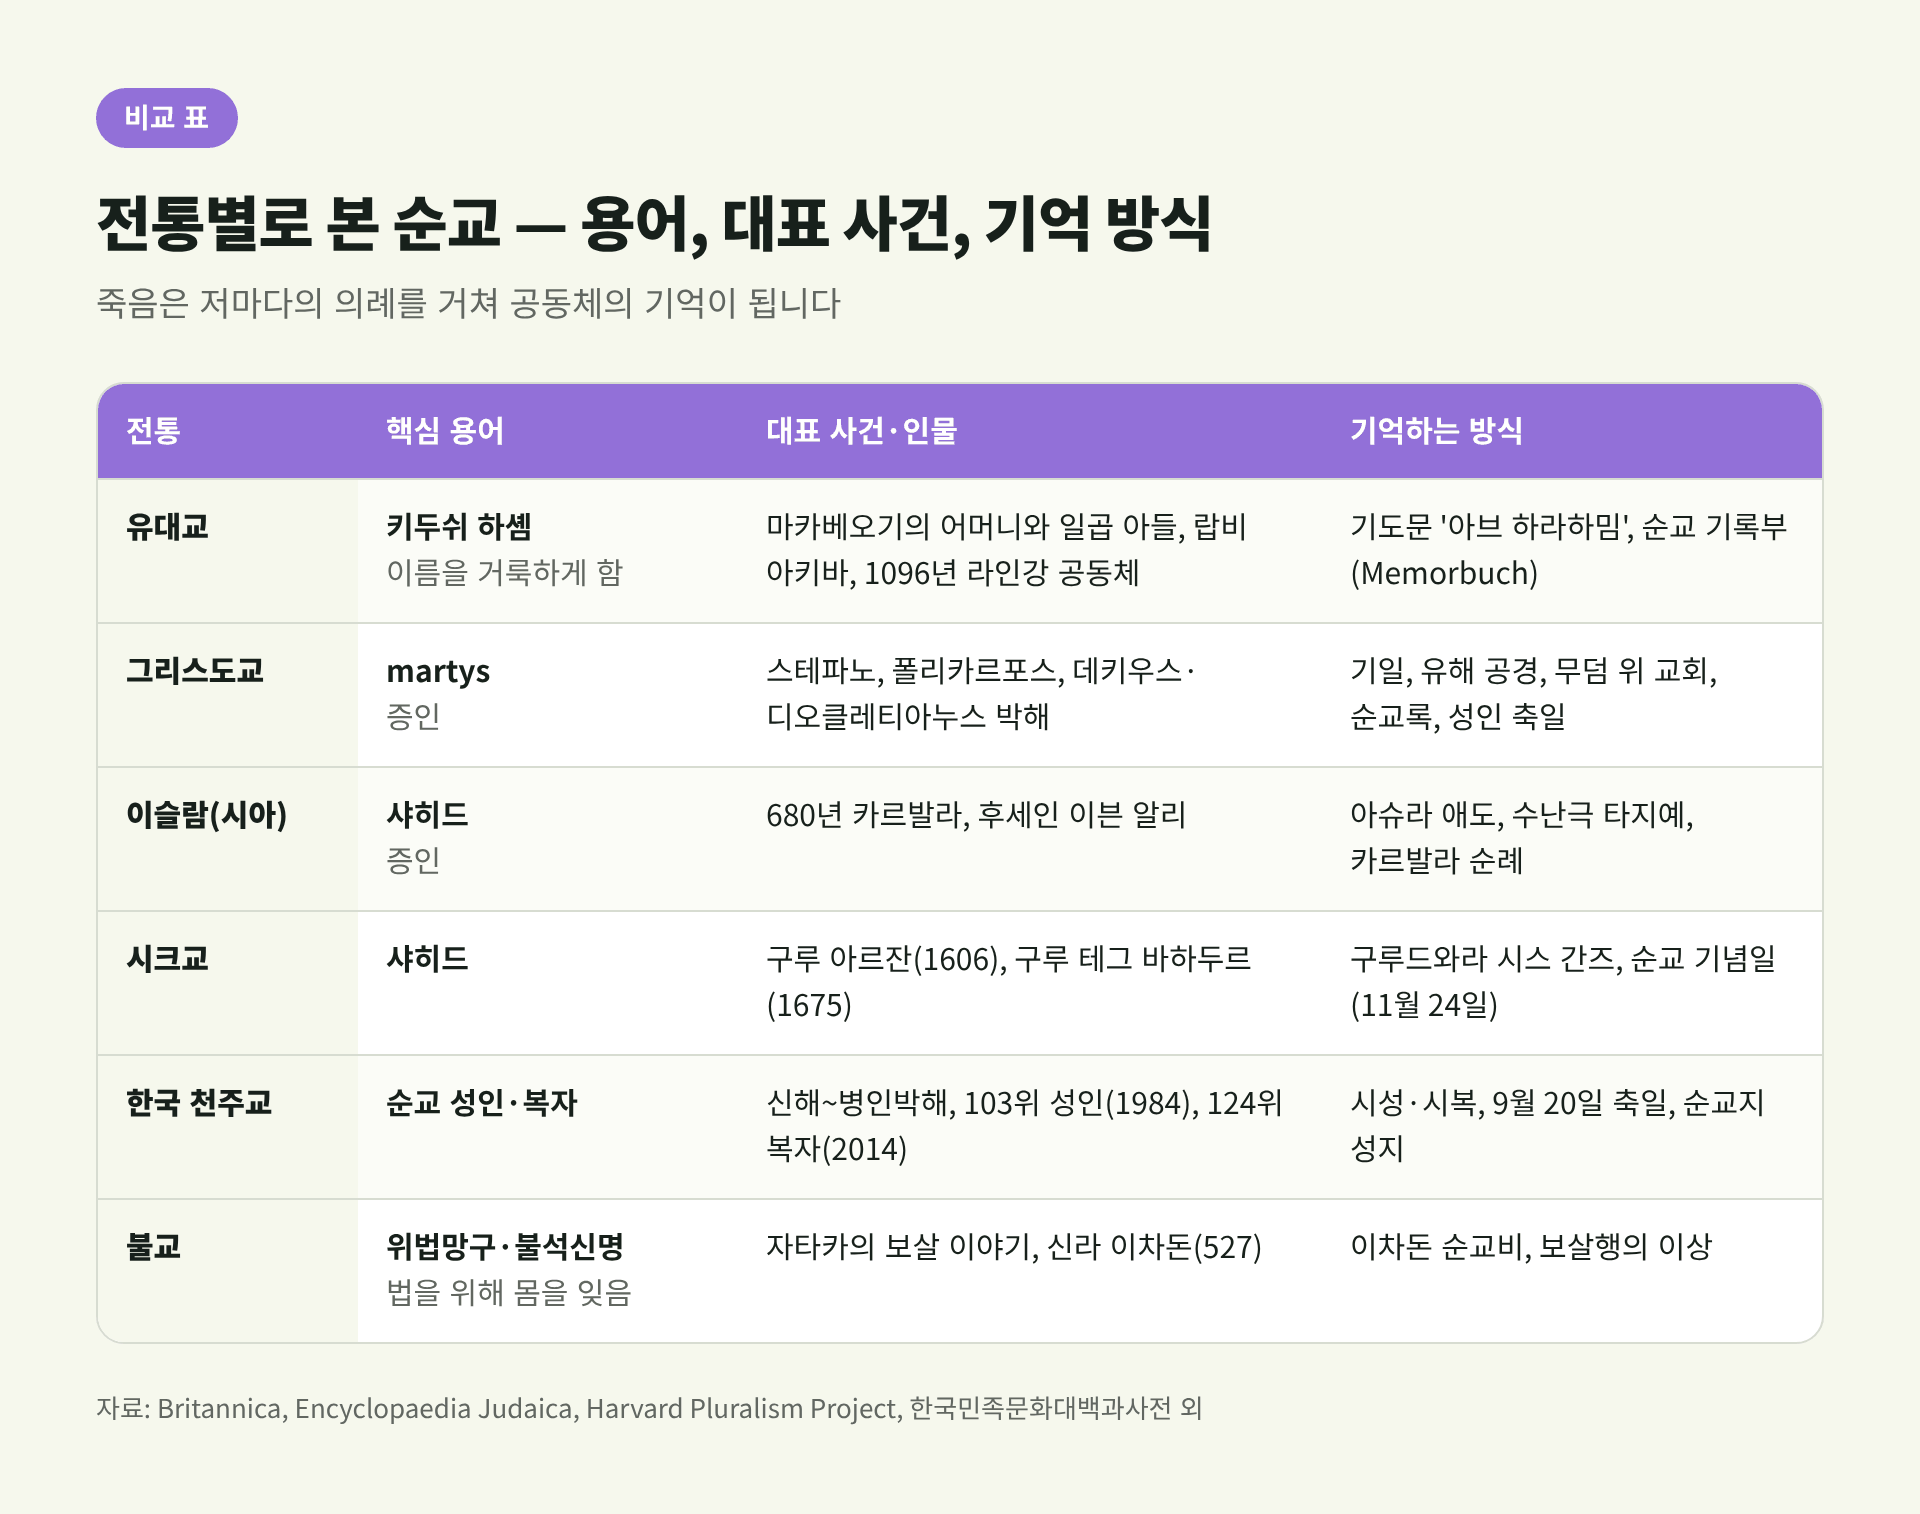 비교 표
전통별로 본 순교 — 용어, 대표 사건, 기억 방식
죽음은 저마다의 의례를 거쳐 공동체의 기억이 됩니다
전통
핵심 용어
대표 사건·인물
기억하는 방식
유대교
키두쉬 하셈
이름을 거룩하게 함
마카베오기의 어머니와 일곱 아들, 랍비
아키바, 1096년 라인강 공동체
기도문 '아브 하라하밈', 순교 기록부
(Memorbuch)
그리스도교
martys
증인
스테파노, 폴리카르포스, 데키우스·
디오클레티아누스 박해
기일, 유해 공경, 무덤 위 교회,
순교록, 성인 축일
이슬람(시아)
샤히드
증인
680년 카르발라, 후세인 이븐 알리
아슈라 애도, 수난극 타지예,
카르발라 순례
시크교
샤히드
구루 아르잔(1606), 구루 테그 바하두르
(1675)
구루드와라 시스 간즈, 순교 기념일
(11월 24일)
한국 천주교
순교 성인·복자
신해~병인박해, 103위 성인(1984), 124위
복자(2014)
시성·시복, 9월 20일 축일, 순교지
성지
불교
위법망구·불석신명
법을 위해 몸을 잊음
자타카의 보살 이야기, 신라 이차돈(527)
이차돈 순교비, 보살행의 이상
자료: Britannica, Encyclopaedia Judaica, Harvard Pluralism Project, 한국민족문화대백과사전 외